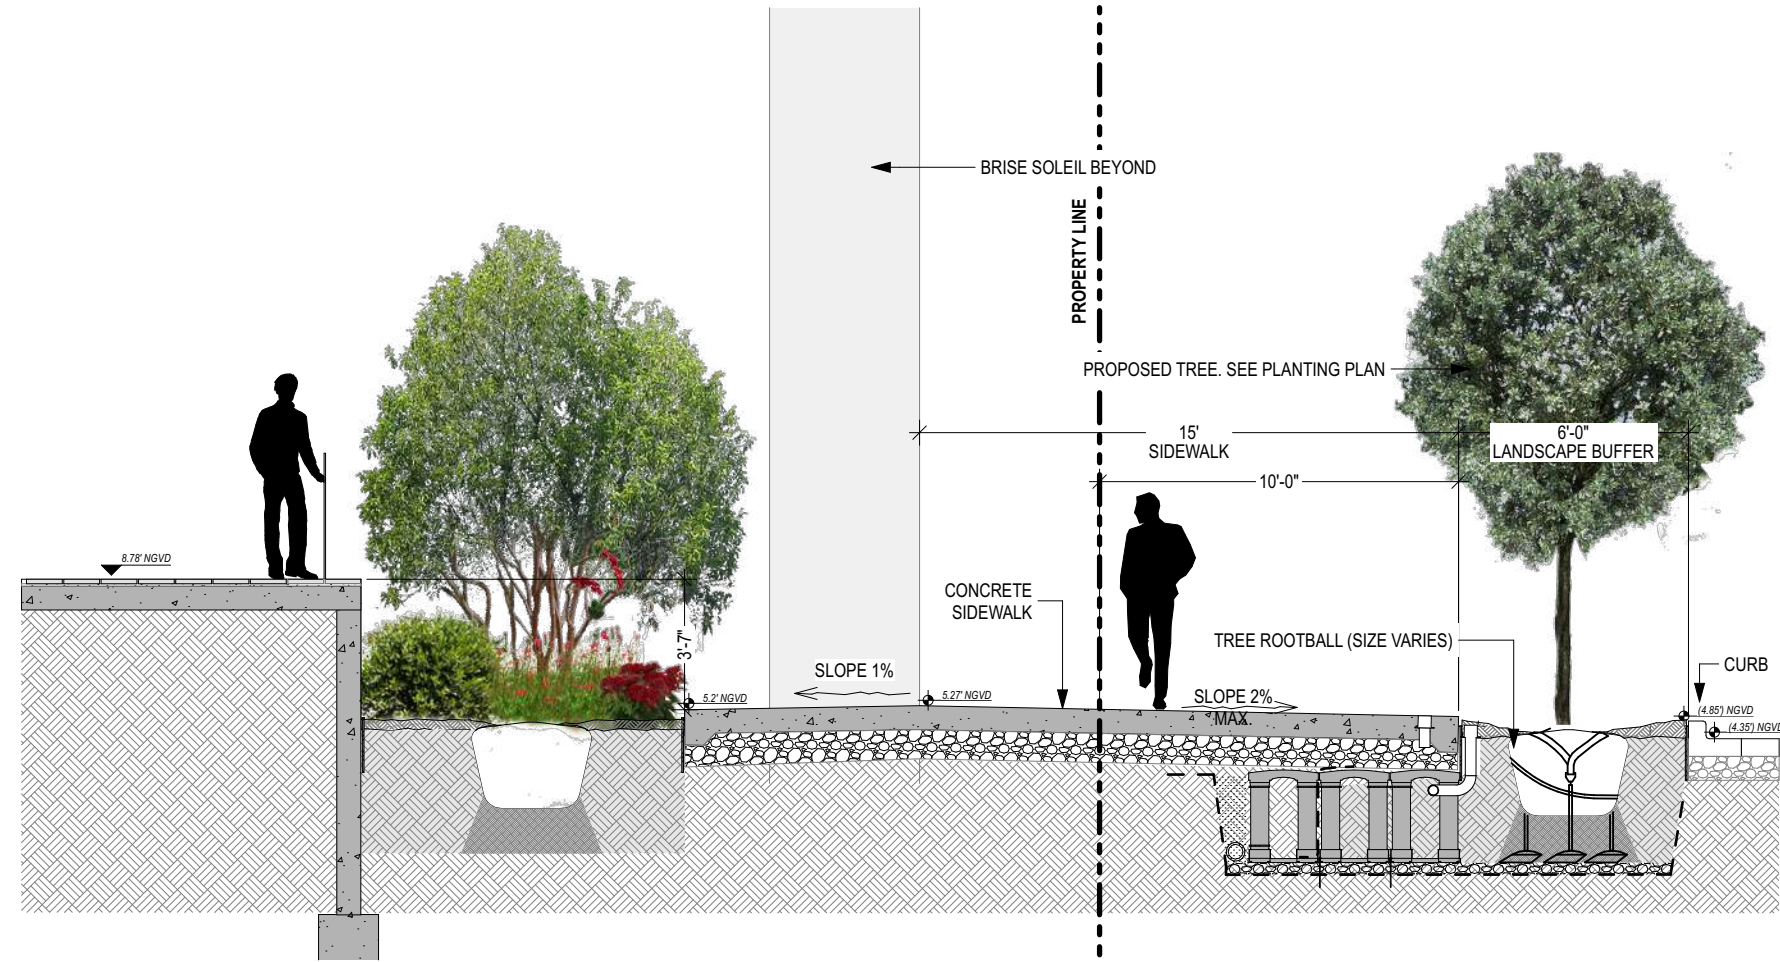 BRISE SOLEIL BEYOND
PROPERTY LINE
PROPOSED TREE. SEE PLANTING PLAN
15'
SIDEWALK
6'-0"
LANDSCAPE BUFFER
10'-0"
8.78' NGVD
CONCRETE
SIDEWALK
3'-7"
TREE ROOTBALL (SIZE VARIES)
CURB
SLOPE 1%
5.2' NGVD
5.27' NGVD
SLOPE 2%
MAX.
(4.85') NGVD
(4.35') NGVD